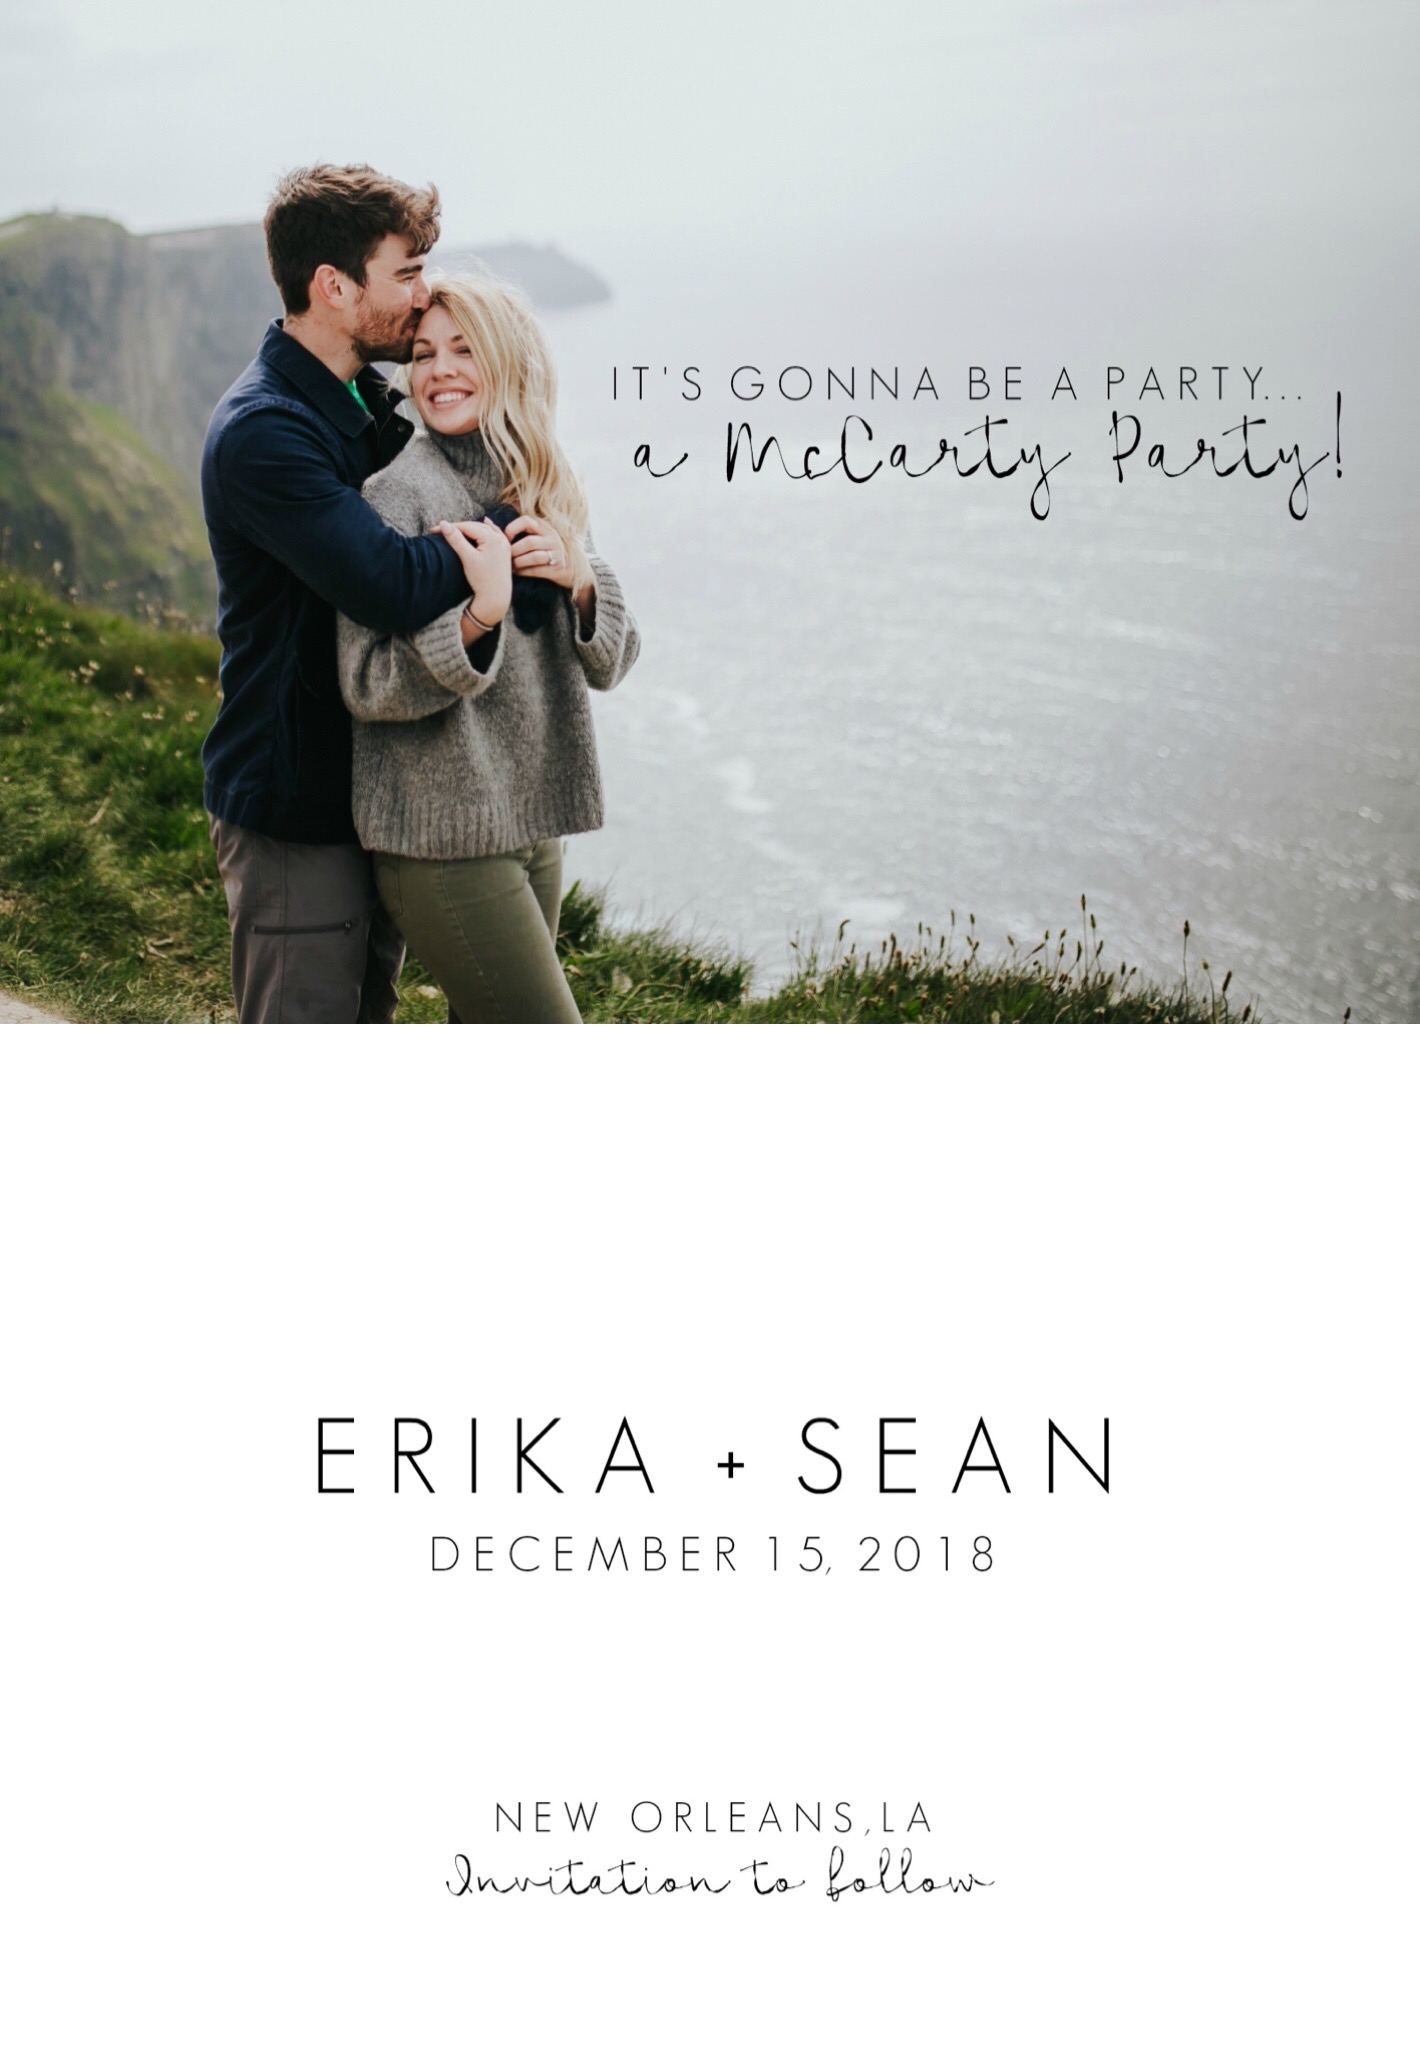 IT'S GONNA BE A PARTY...
a McCarty Party!
ERIKA + SEAN
DECEMBER 15, 2018
NEW ORLEANS,LA
Invitation to follow